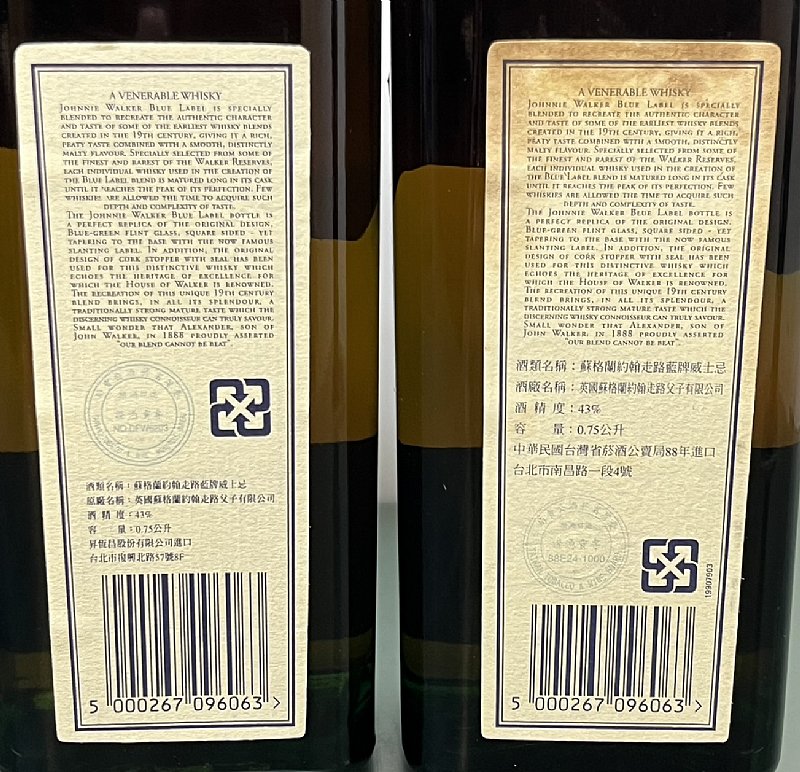 A VENERABLE WHISKY
JOHNNIE WALKER BLUE LABEL IS SPECIALLY
BLENDED TO RECREATE THE AUTHENTIC CHARACTER
AND TASTE OF SOME OF THE EARLIEST WHISKY BLENDS
CREATED IN THE 19TH CENTURY, GIVING IT A RICH,
PEATY TASTE COMBINED WITH A SMOOTH, DISTINCTLY
MALTY FLAVOUR. SPECIALLY SELECTED FROM SOME OF
THE FINEST AND RAREST OF THE WALKER RESERVES,
EACH INDIVIDUAL WHISKY USED IN THE CREATION OF
THE BLUE LABEL BLEND IS MATURED LONG IN ITS CASK
UNTIL IT REACHES THE PEAK OF ITS PERFECTION. FEW
WHISKIES ARE ALLOWED THE TIME TO ACQUIRE SUCH
DEPTH AND COMPLEXITY OF TASTE.
THE JOHNNIE WALKER BLUE LABEL BOTTLE IS
A PERFECT REPLICA OF THE ORIGINAL DESIGN.
BLUE-GREEN FLINT GLASS, SQUARE SIDED - YET
TAPERING TO THE BASE WITH THE NOW FAMOUS
SLANTING LABEL. IN ADDITION, THE ORIGINAL
DESIGN OF CORK STOPPER WITH SEAL HAS BEEN
USED FOR THIS DISTINCTIVE WHISKY WHICH
ECHOES THE HERITAGE OF EXCELLENCE FOR
WHICH THE HOUSE OF WALKER IS RENOWNED.
THE RECREATION OF THIS UNIQUE 19TH CENTURY
BLEND BRINGS, IN ALL ITS SPLENDOUR, A
TRADITIONALLY STRONG MATURE TASTE WHICH THE
DISCERNING WHISKY CONNOISSEUR CAN TRULY SAVOUR.
SMALL WONDER THAT ALEXANDER, SON OF
JOHN WALKER, IN 1888 PROUDLY ASSERTED
"OUR BLEND CANNOT BE BEAT".
酒類名稱：蘇格蘭約翰走路藍牌威士忌
原廠名稱：英國蘇格蘭約翰走路父子有限公司
酒 精 度：43%
容 量：0.75公升
昇恆昌股份有限公司進口
台北市復興北路57號8F
5 000267 096063 >
A VENERABLE WHISKY
JOHNNIE WALKER BLUE LABEL IS SPECIALLY
BLENDED TO RECREATE THE AUTHENTIC CHARACTER
AND TASTE OF SOME OF THE EARLIEST WHISKY BLENDS
CREATED IN THE 19TH CENTURY, GIVING IT A RICH,
PEATY TASTE COMBINED WITH A SMOOTH, DISTINCTLY
MALTY FLAVOUR. SPECIALLY SELECTED FROM SOME OF
THE FINEST AND RAREST OF THE WALKER RESERVES,
EACH INDIVIDUAL WHISKY USED IN THE CREATION OF
THE BLUE LABEL BLEND IS MATURED LONG IN ITS CASK
UNTIL IT REACHES THE PEAK OF ITS PERFECTION. FEW
WHISKIES ARE ALLOWED THE TIME TO ACQUIRE SUCH
DEPTH AND COMPLEXITY OF TASTE.
THE JOHNNIE WALKER BLUE LABEL BOTTLE IS
A PERFECT REPLICA OF THE ORIGINAL DESIGN.
BLUE-GREEN FLINT GLASS, SQUARE SIDED - YET
TAPERING TO THE BASE WITH THE NOW FAMOUS
SLANTING LABEL. IN ADDITION, THE ORIGINAL
DESIGN OF CORK STOPPER WITH SEAL HAS BEEN
USED FOR THIS DISTINCTIVE WHISKY WHICH
ECHOES THE HERITAGE OF EXCELLENCE FOR
WHICH THE HOUSE OF WALKER IS RENOWNED.
THE RECREATION OF THIS UNIQUE 19TH CENTURY
BLEND BRINGS, IN ALL ITS SPLENDOUR, A
TRADITIONALLY STRONG MATURE TASTE WHICH THE
DISCERNING WHISKY CONNOISSEUR CAN TRULY SAVOUR.
SMALL WONDER THAT ALEXANDER, SON OF
JOHN WALKER, IN 1888 PROUDLY ASSERTED
"OUR BLEND CANNOT BE BEAT".
酒類名稱：蘇格蘭約翰走路藍牌威士忌
酒廠名稱：英國蘇格蘭約翰走路父子有限公司
酒 精 度：43%
容 量：0.75公升
中華民國台灣省菸酒公賣局88年進口
台北市南昌路一段4號
19907903
5 000267 096063 >